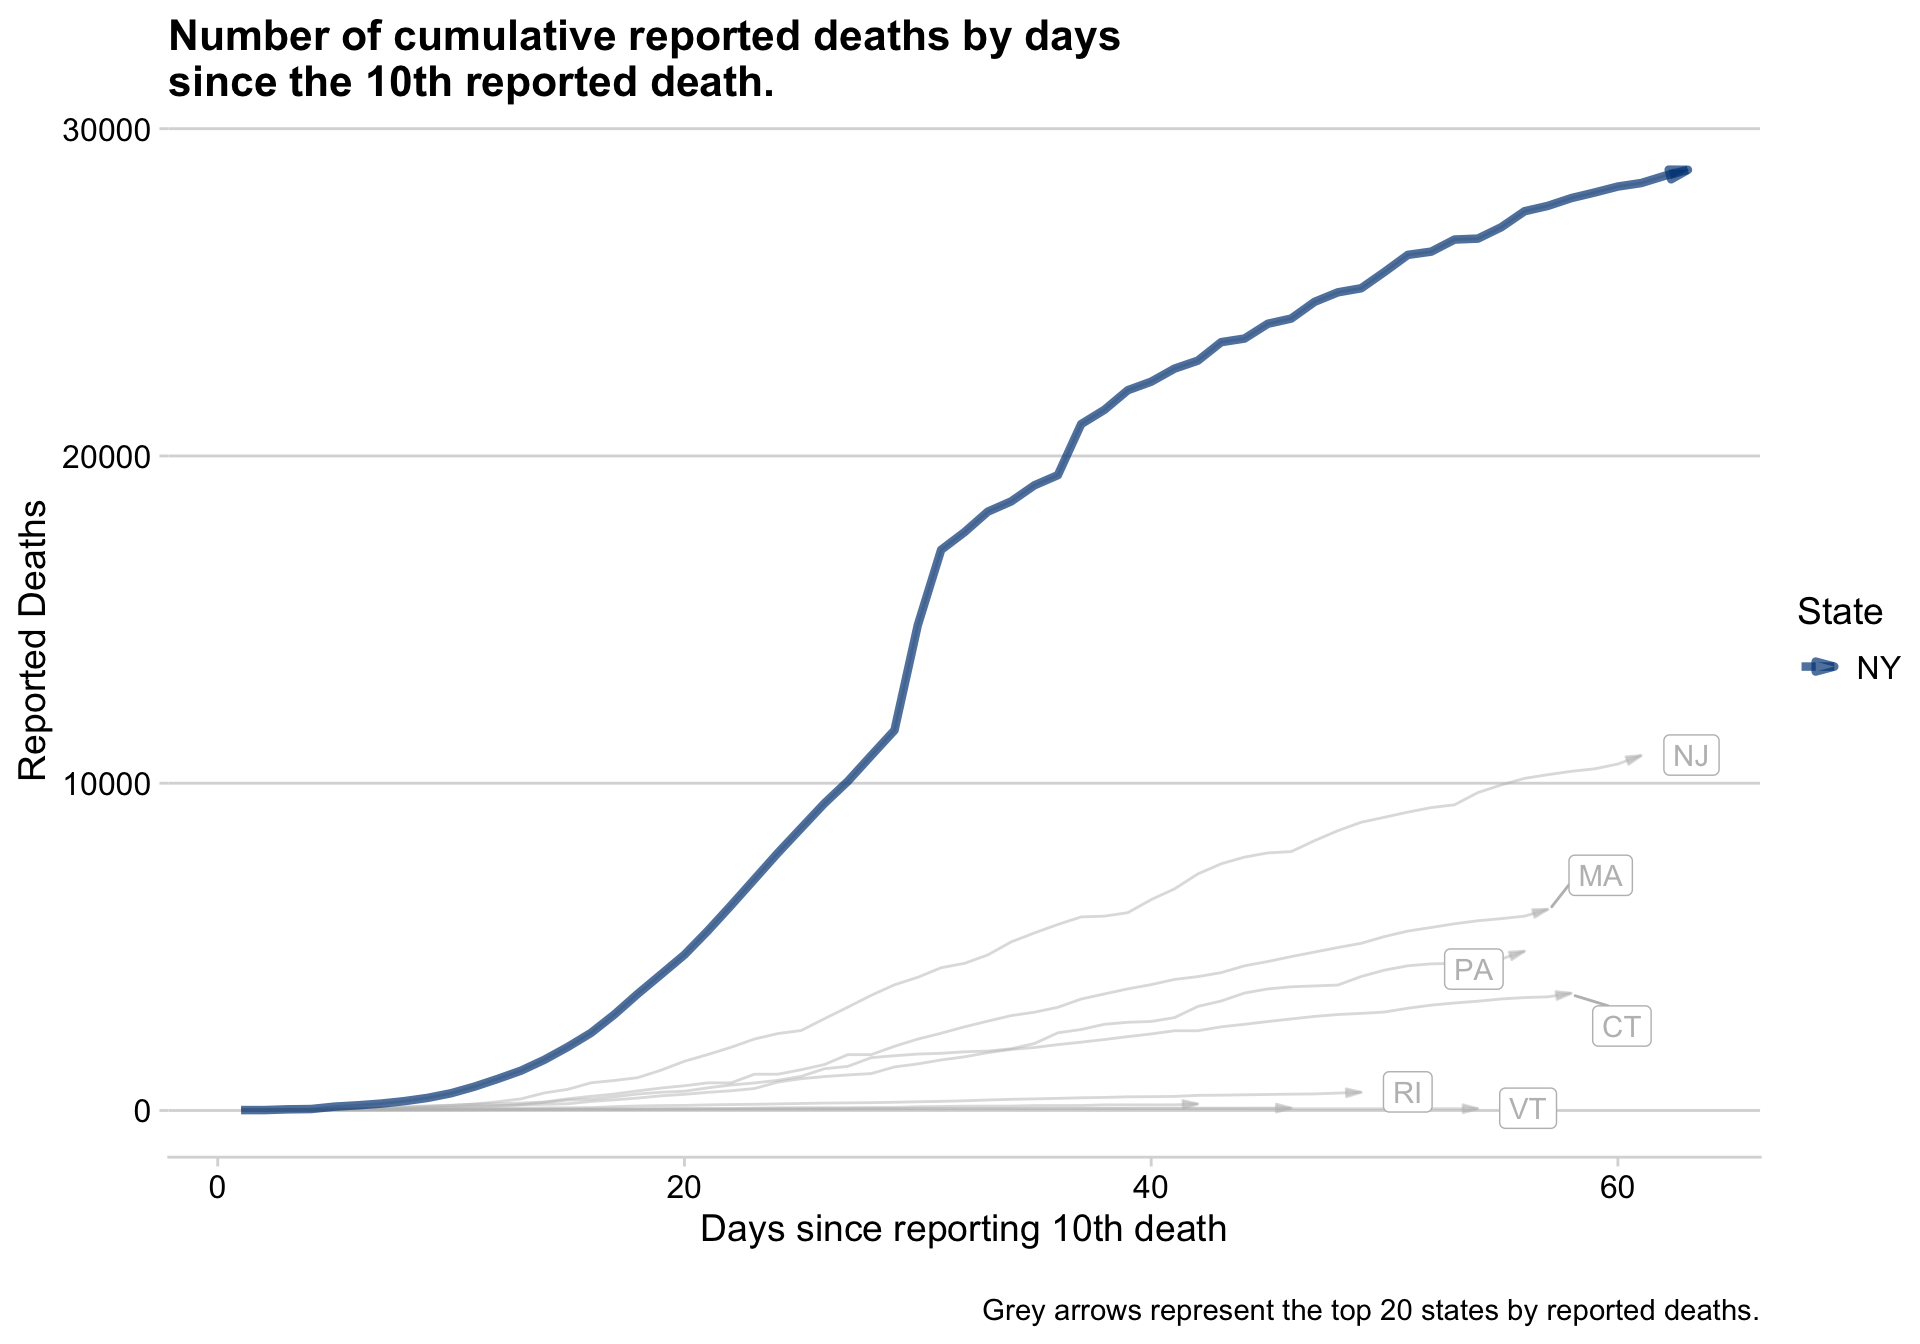 Number of cumulative reported deaths by days
since the 10th reported death.
30000
20000
10000
0
Reported Deaths
NJ
MA
PA
CT
RI
VT
State
NY
0 20 40 60
Days since reporting 10th death
Grey arrows represent the top 20 states by reported deaths.